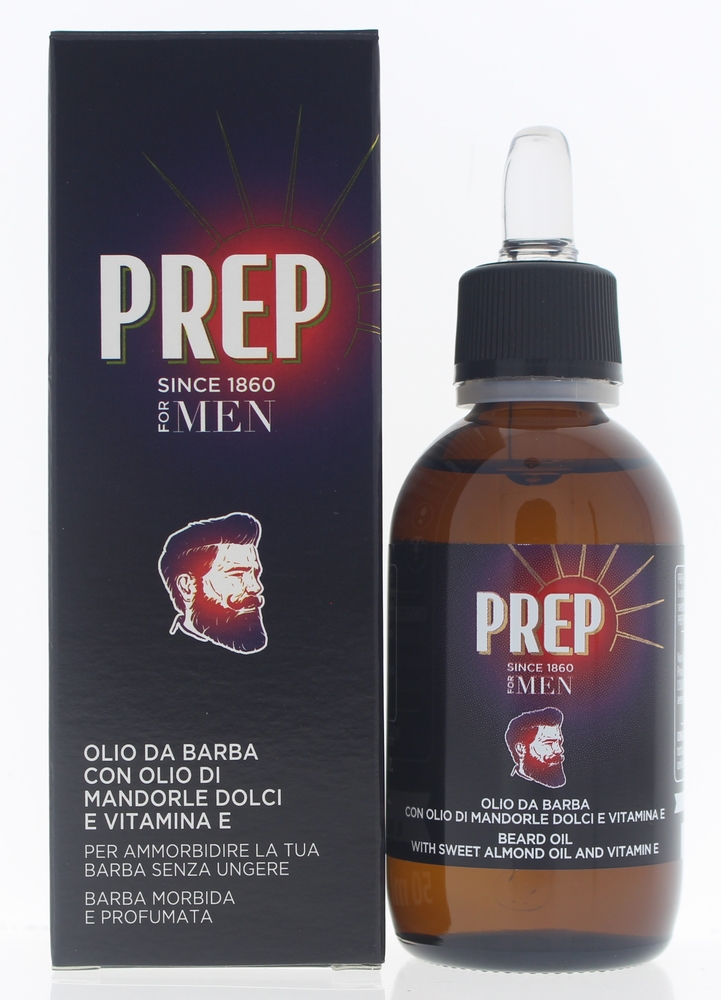 PREP
SINCE 1860
FOR MEN
OLIO DA BARBA
CON OLIO DI
MANDORLE DOLCI
E VITAMINA E
PER AMMORBIDIRE LA TUA
BARBA SENZA UNGERE
BARBA MORBIDA
E PROFUMATA
PREP
SINCE 1860
FOR MEN
OLIO DA BARBA
CON OLIO DI MANDORLE DOLCI E VITAMINA E
BEARD OIL
WITH SWEET ALMOND OIL AND VITAMIN E
50 m